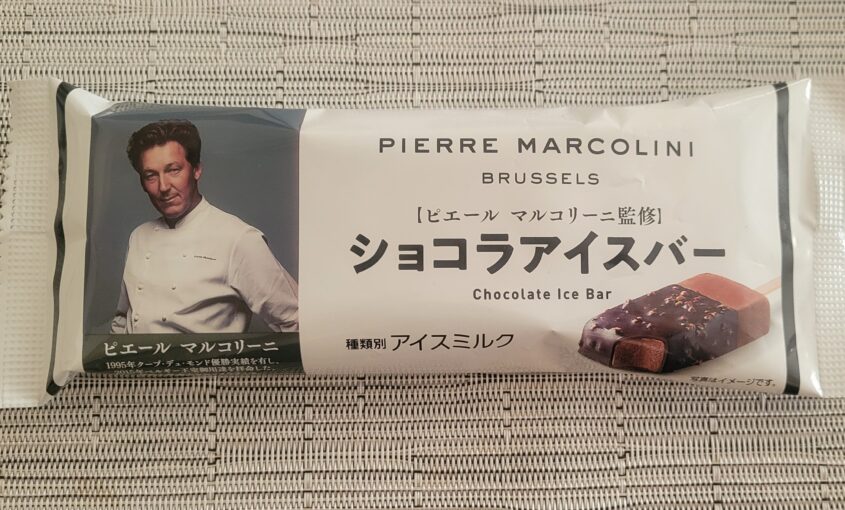 PIERRE MARCOLINI
BRUSSELS
【ピエール マルコリーニ監修】
ショコラアイスバー
Chocolate Ice Bar
種類別 アイスミルク
写真はイメージです。
ピエール マルコリーニ
1995年クープ・デュ・モンド優勝実績を有し、